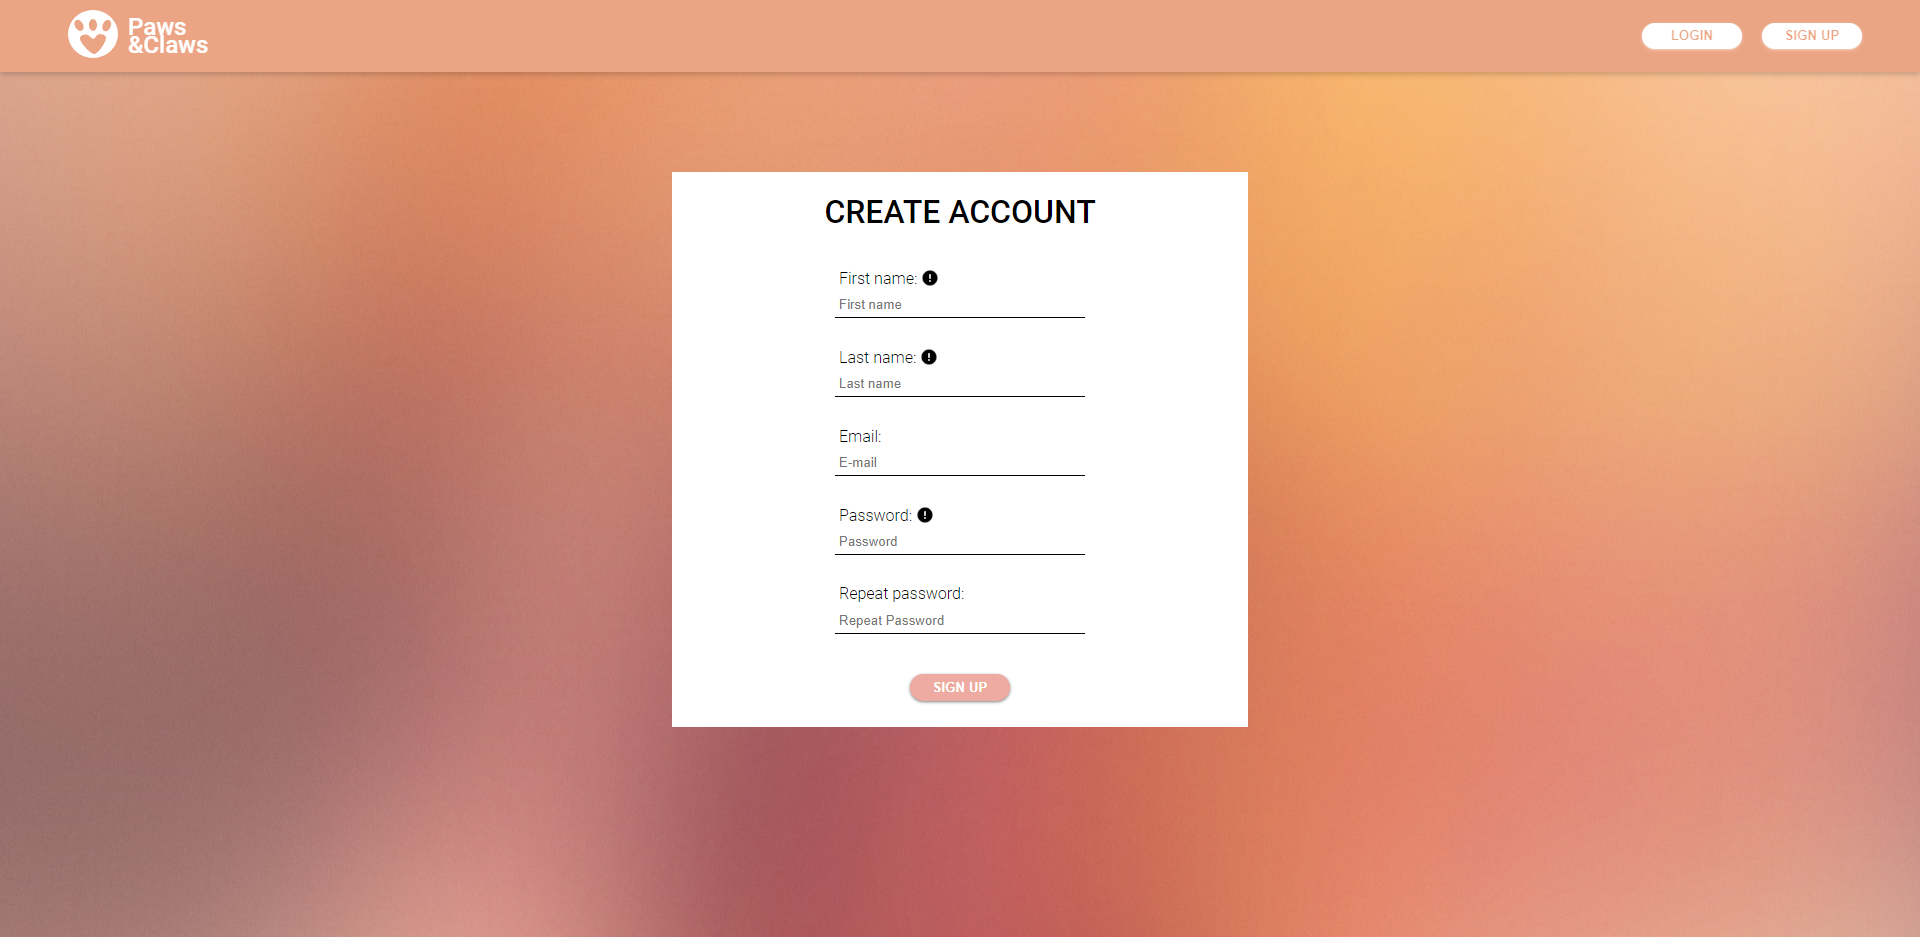 Paws
&Claws
LOGIN
SIGN UP
CREATE ACCOUNT
First name:
First name
Last name:
Last name
Email:
E-mail
Password:
Password
Repeat password:
Repeat Password
SIGN UP